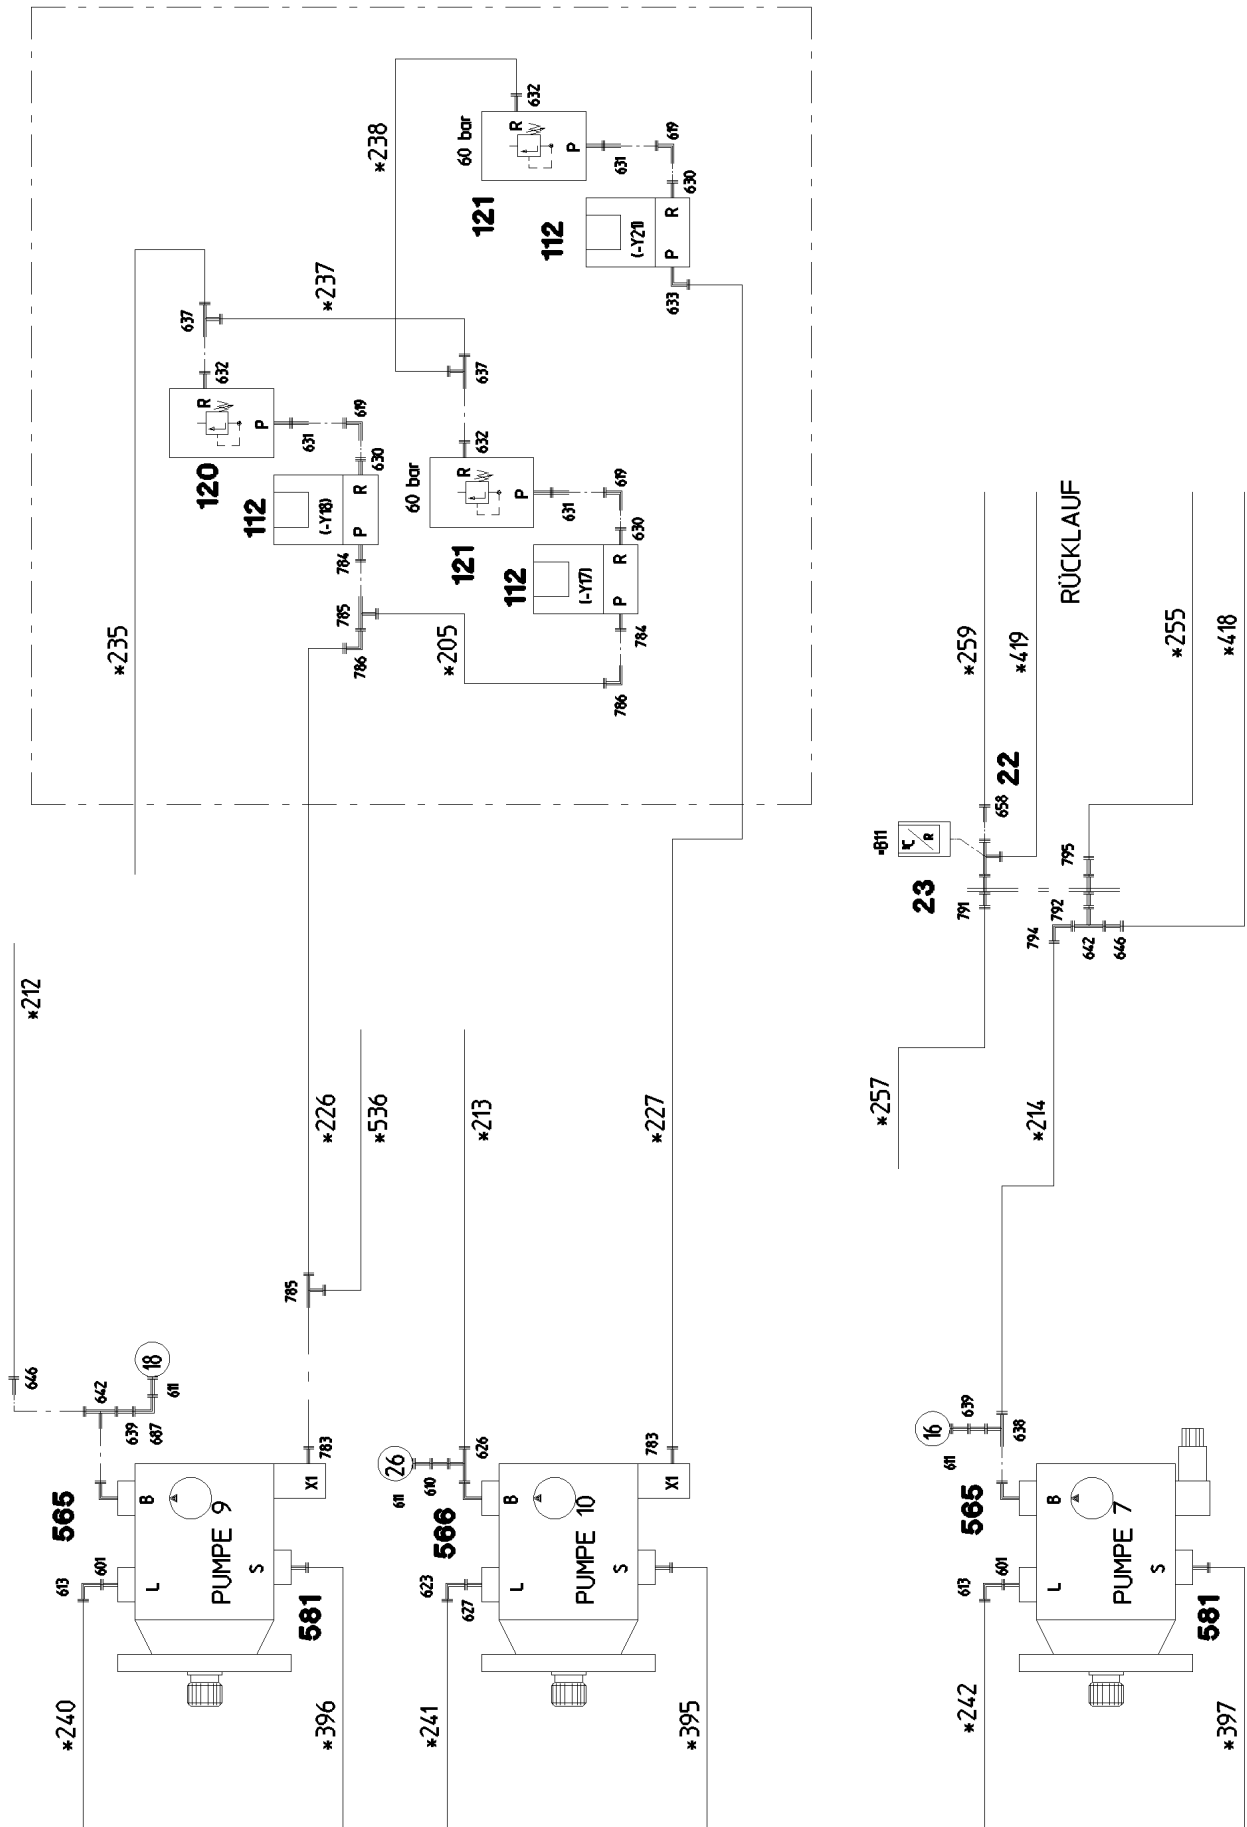 *212
646
642
18
611
639
687
565
B
PUMPE 9
L
S
X1
783
613
601
581
*240
*396
*235
637
*237
632
R
P
120
631
619
630
112
(-Y18)
P
R
784
785
786
*205
*226
*536
785
*238
632
60 bar
R
P
121
631
619
630
112
(-Y21)
P
R
633
637
632
60 bar
R
P
121
631
619
630
112
(-Y17)
P
R
784
786
*213
*227
26
611
610
626
566
B
PUMPE 10
L
S
X1
783
623
627
*241
*395
RÜCKLAUF
*259
*419
*255
*418
22
658
-B11
°C
R
23
791
795
792
794
642
646
*257
*214
16
611
639
638
565
B
PUMPE 7
L
S
613
601
581
*242
*397